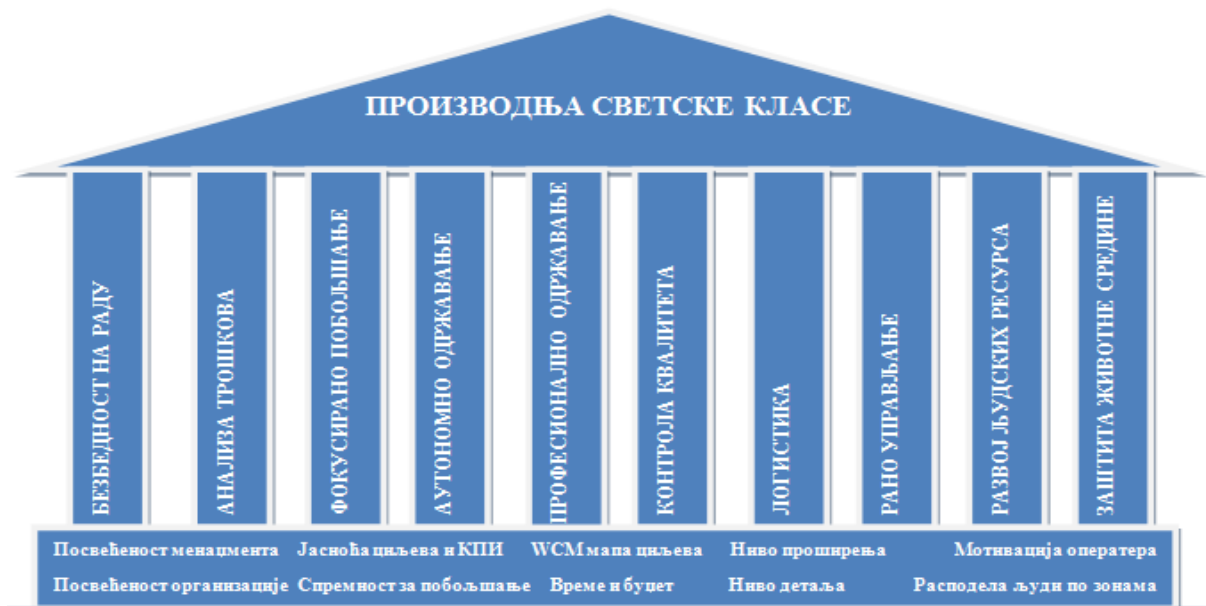 ПРОИЗВОДЊА СВЕТСКЕ КЛАСЕ
БЕЗБЕДНОСТ НА РАДУ
АНАЛИЗА ТРОШКОВА
ФОКУСИРАНО ПОБОЉШАЊЕ
АУТОНОМНО ОДРЖАВАЊЕ
ПРОФЕСИОНАЛНО ОДРЖАВАЊЕ
КОНТРОЛА КВАЛИТЕТА
ЛОГИСТИКА
РАНО УПРАВЉАЊЕ
РАЗВОЈ ЉУДСКИХ РЕСУРСА
ЗАШТИТА ЖИВОТНЕ СРЕДИНЕ
Посвећеност менаџмента Јасноћа циљева и КПИ WCM мапа циљева Ниво проширења Мотивација оператера
Посвећеност организације Спремност за побољшање Време и буџет Ниво детаља Расподела људи по зонама